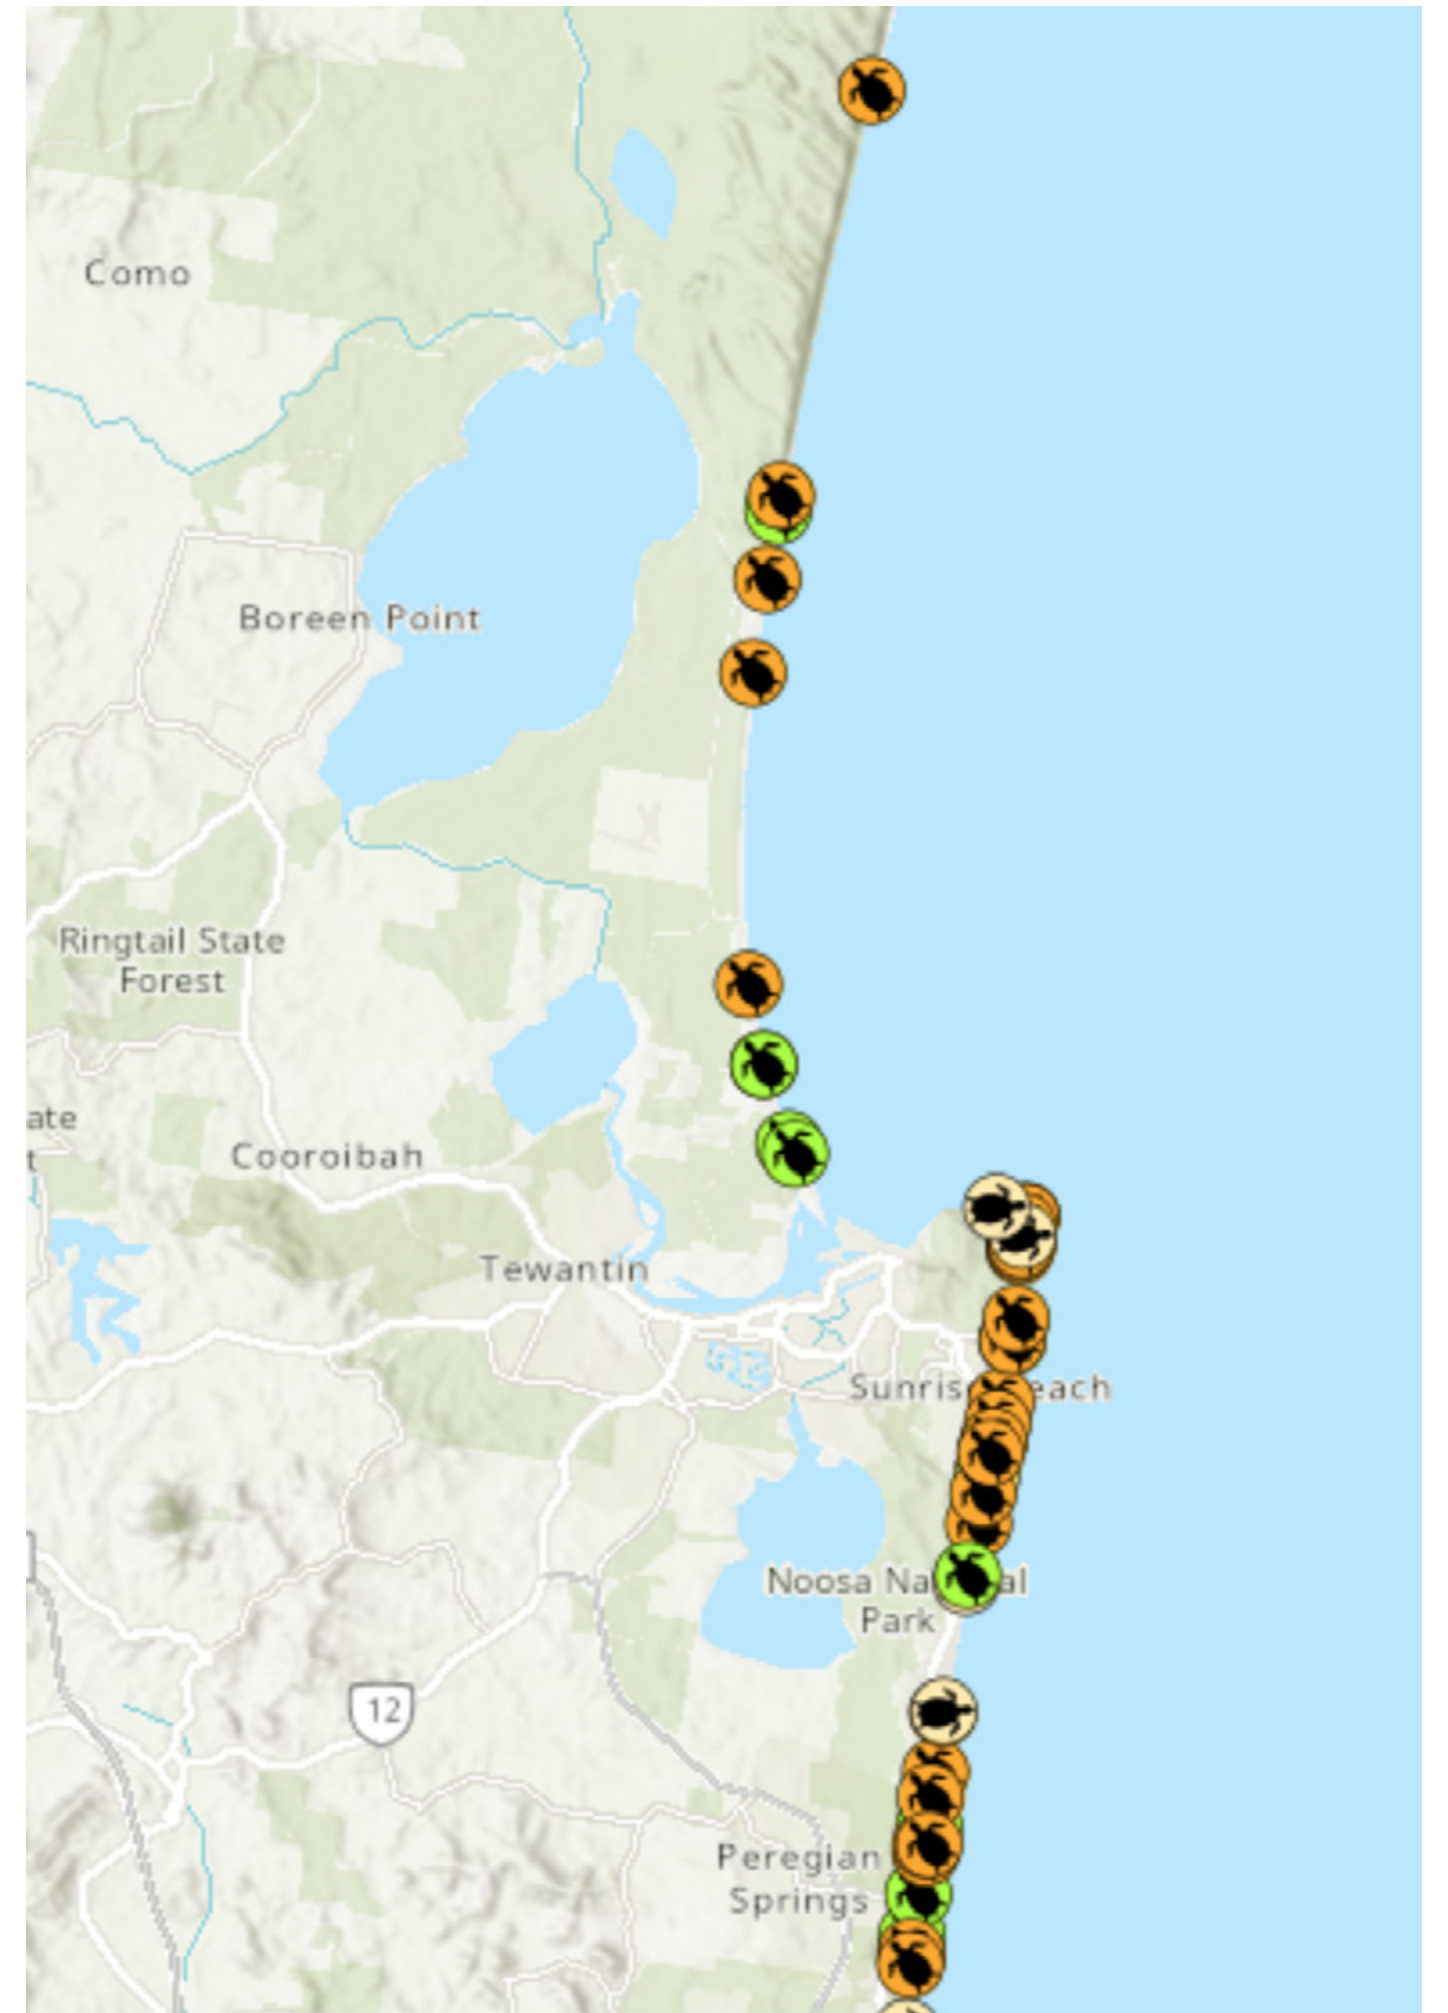 Como
Boreen Point
Ringtail State
Forest
ate
t
Cooroibah
Tewantin
Sunris each
Noosa Na al
Park
12
Peregian
Springs